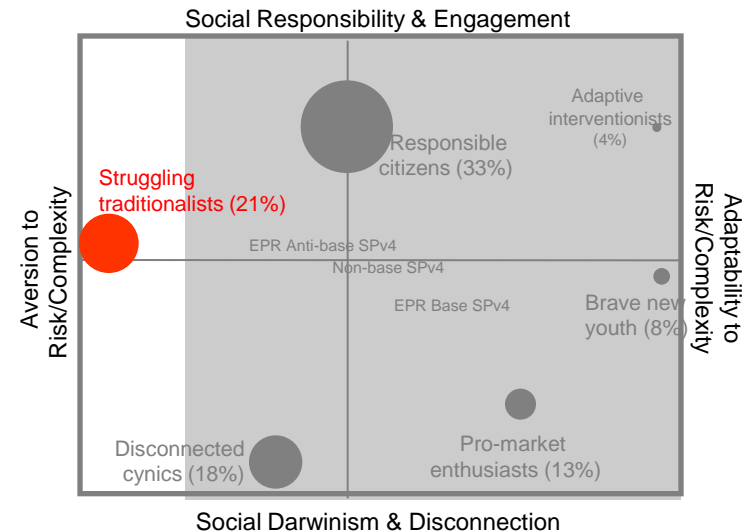 Social Responsibility & Engagement
Adaptive
interventionists
(4%)
Responsible
citizens (33%)
Struggling
traditionalists (21%)
Aversion to
Risk/Complexity
Adaptability to
Risk/Complexity
EPR Anti-base SPv4
Non-base SPv4
EPR Base SPv4
Brave new
youth (8%)
Disconnected
cynics (18%)
Pro-market
enthusiasts (13%)
Social Darwinism & Disconnection